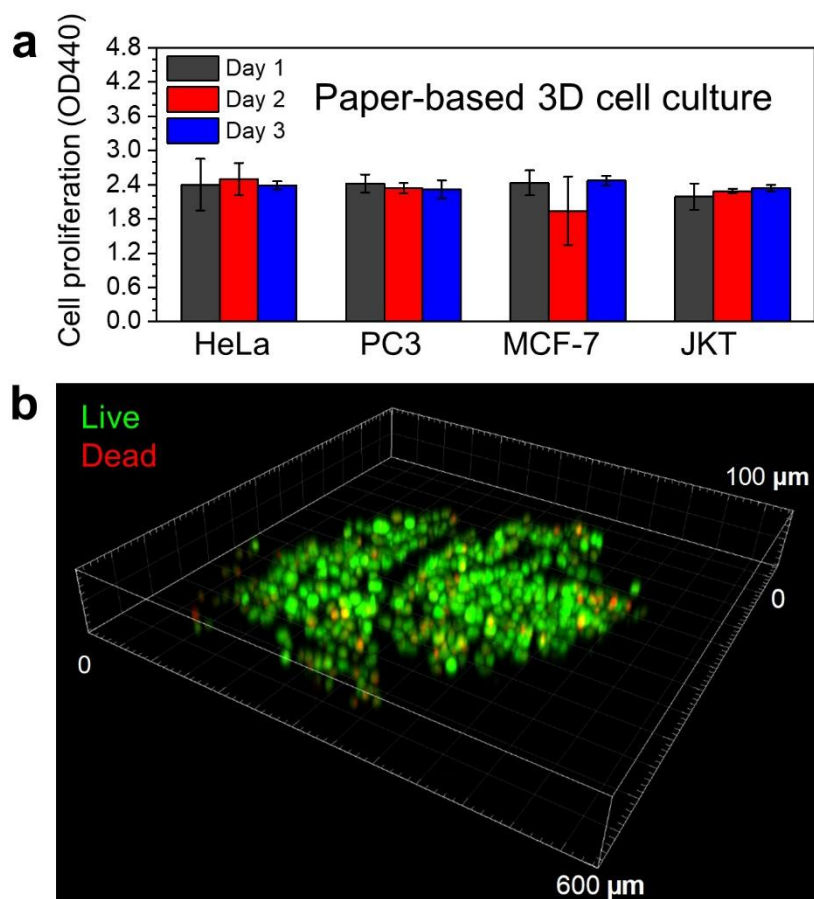 a
Cell proliferation (OD440)
4.8
4.2
3.6
3.0
2.4
1.8
1.2
0.6
0.0
Day 1
Day 2
Day 3
Paper-based 3D cell culture
HeLa PC3 MCF-7 JKT
b
Live
Dead
100 µm
0
0
600 µm